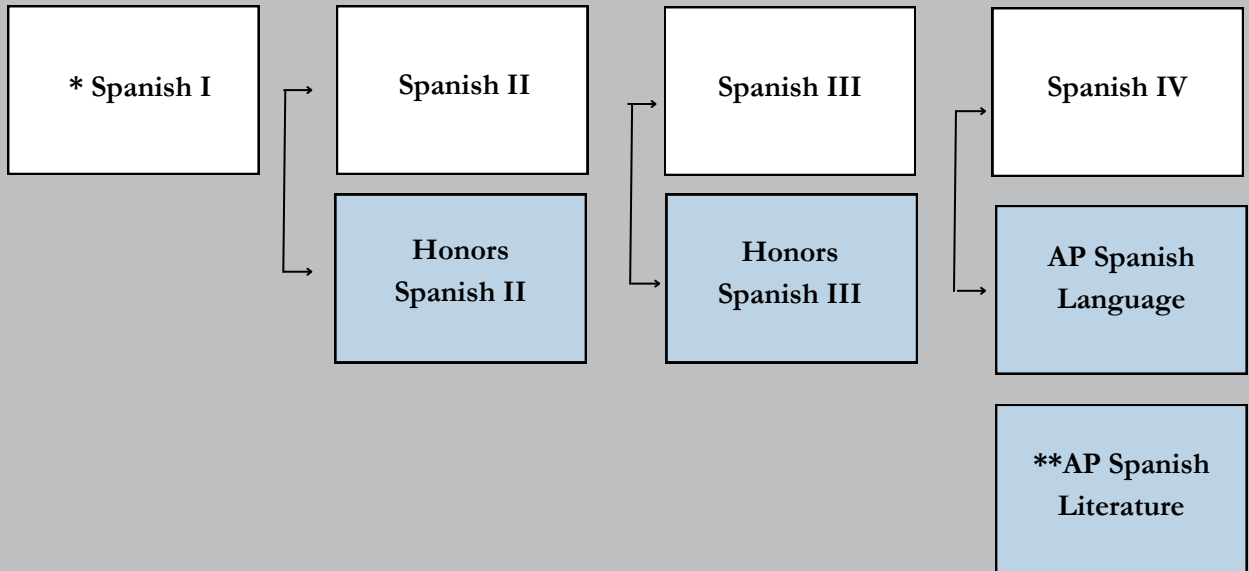 * Spanish I
Spanish II
Spanish III
Spanish IV
Honors
Spanish II
Honors
Spanish III
AP Spanish
Language
**AP Spanish
Literature